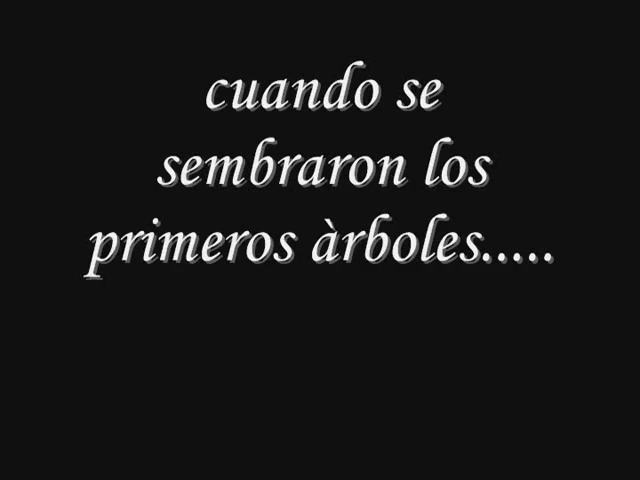 cuando se
sembraron los
primeros àrboles.....